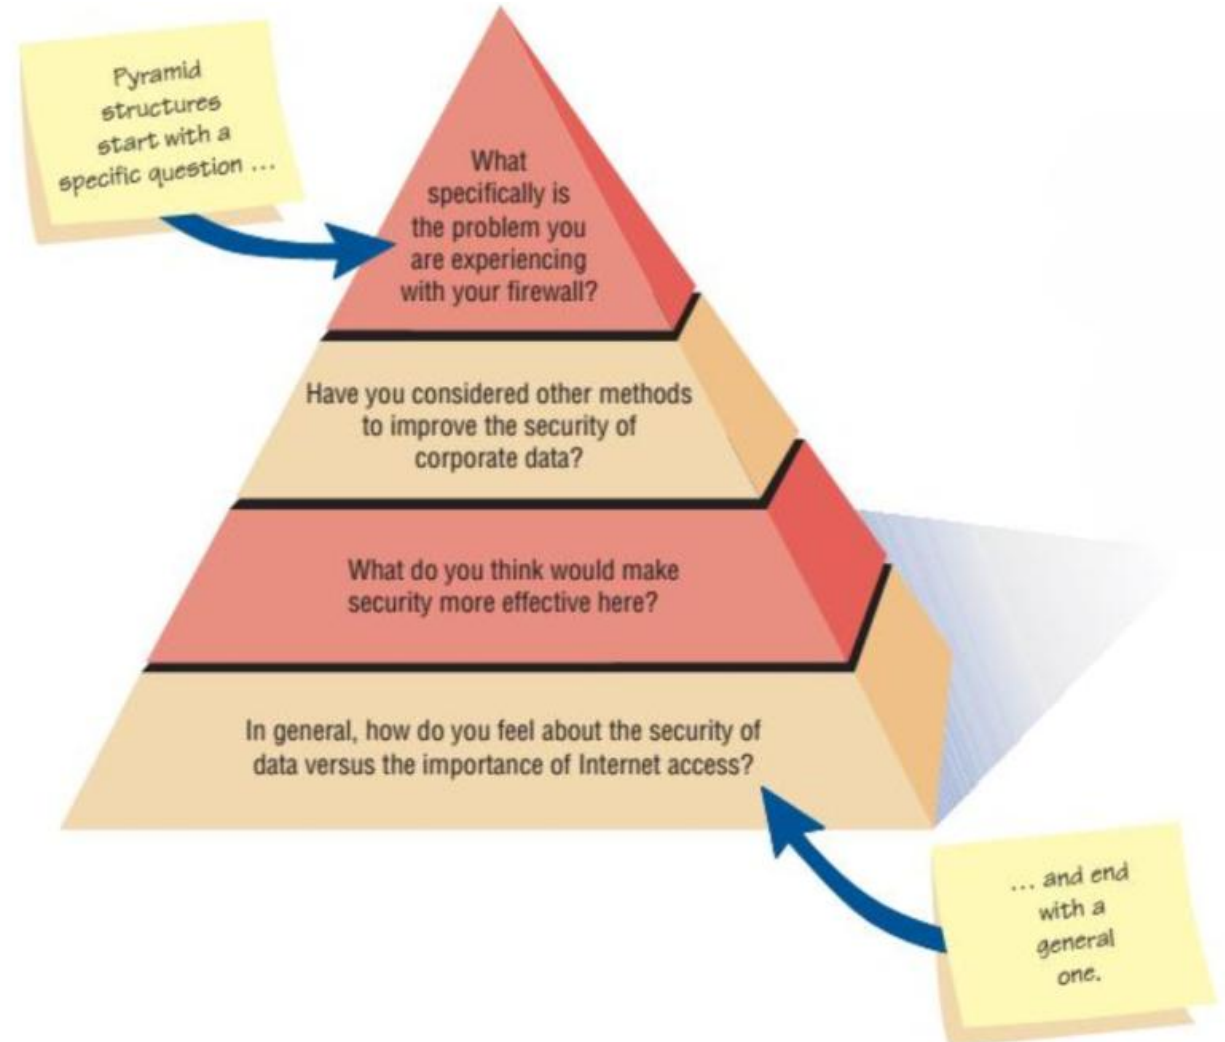 Pyramid
structures
start with a
specific question ...
What
specifically is
the problem you
are experiencing
with your firewall?
Have you considered other methods
to improve the security of
corporate data?
What do you think would make
security more effective here?
In general, how do you feel about the security of
data versus the importance of Internet access?
... and end
with a
general
one.